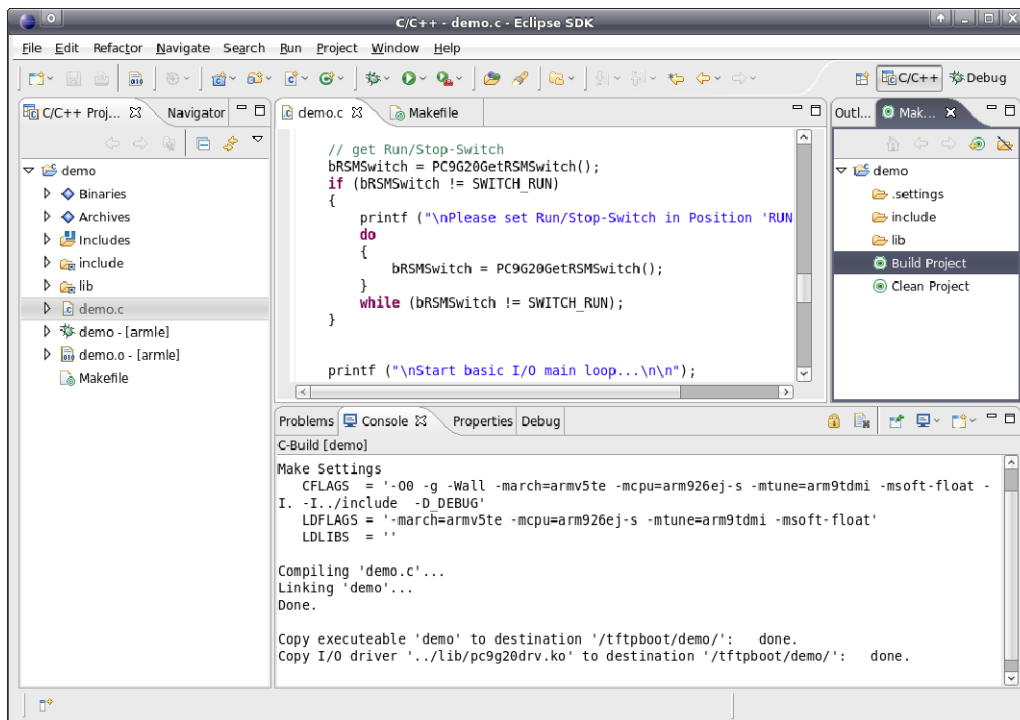 C/C++ - demo.c - Eclipse SDK
File Edit Refactor Navigate Search Run Project Window Help
C/C++ Debug
C/C++ Proj... Navigator
demo
Binaries
Archives
Includes
include
lib
demo.c
demo - [armle]
demo.o - [armle]
Makefile
demo.c Makefile
// get Run/Stop-Switch
bRSMSwitch = PC9G20GetRSMSwitch();
if (bRSMSwitch != SWITCH_RUN)
{
printf ("\nPlease set Run/Stop-Switch in Position 'RUN
do
{
bRSMSwitch = PC9G20GetRSMSwitch();
}
while (bRSMSwitch != SWITCH_RUN);
}
printf ("\nStart basic I/O main loop...\n\n");
Outl... Mak...
demo
.settings
include
lib
Build Project
Clean Project
Problems Console Properties Debug
C-Build [demo]
Make Settings
CFLAGS = '-O0 -g -Wall -march=armv5te -mcpu=arm926ej-s -mtune=arm9tdmi -msoft-float -
I. -I../include -D_DEBUG'
LDFLAGS = '-march=armv5te -mcpu=arm926ej-s -mtune=arm9tdmi -msoft-float'
LDLIBS = ''
Compiling 'demo.c'...
Linking 'demo'...
Done.
Copy executeable 'demo' to destination '/tftpboot/demo/': done.
Copy I/O driver '../lib/pc9g20drv.ko' to destination '/tftpboot/demo/': done.